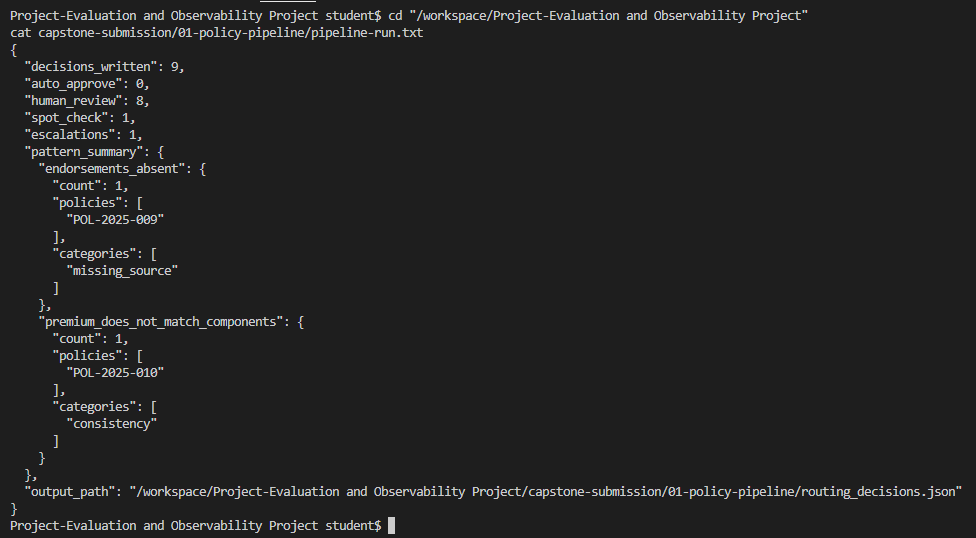 Project-Evaluation and Observability Project student$ cd "/workspace/Project-Evaluation and Observability Project"
cat capstone-submission/01-policy-pipeline/pipeline-run.txt
{
  "decisions_written": 9,
  "auto_approve": 0,
  "human_review": 8,
  "spot_check": 1,
  "escalations": 1,
  "pattern_summary": {
    "endorsements_absent": {
      "count": 1,
      "policies": [
        "POL-2025-009"
      ],
      "categories": [
        "missing_source"
      ]
    },
    "premium_does_not_match_components": {
      "count": 1,
      "policies": [
        "POL-2025-010"
      ],
      "categories": [
        "consistency"
      ]
    }
  },
  "output_path": "/workspace/Project-Evaluation and Observability Project/capstone-submission/01-policy-pipeline/routing_decisions.json"
}
Project-Evaluation and Observability Project student$